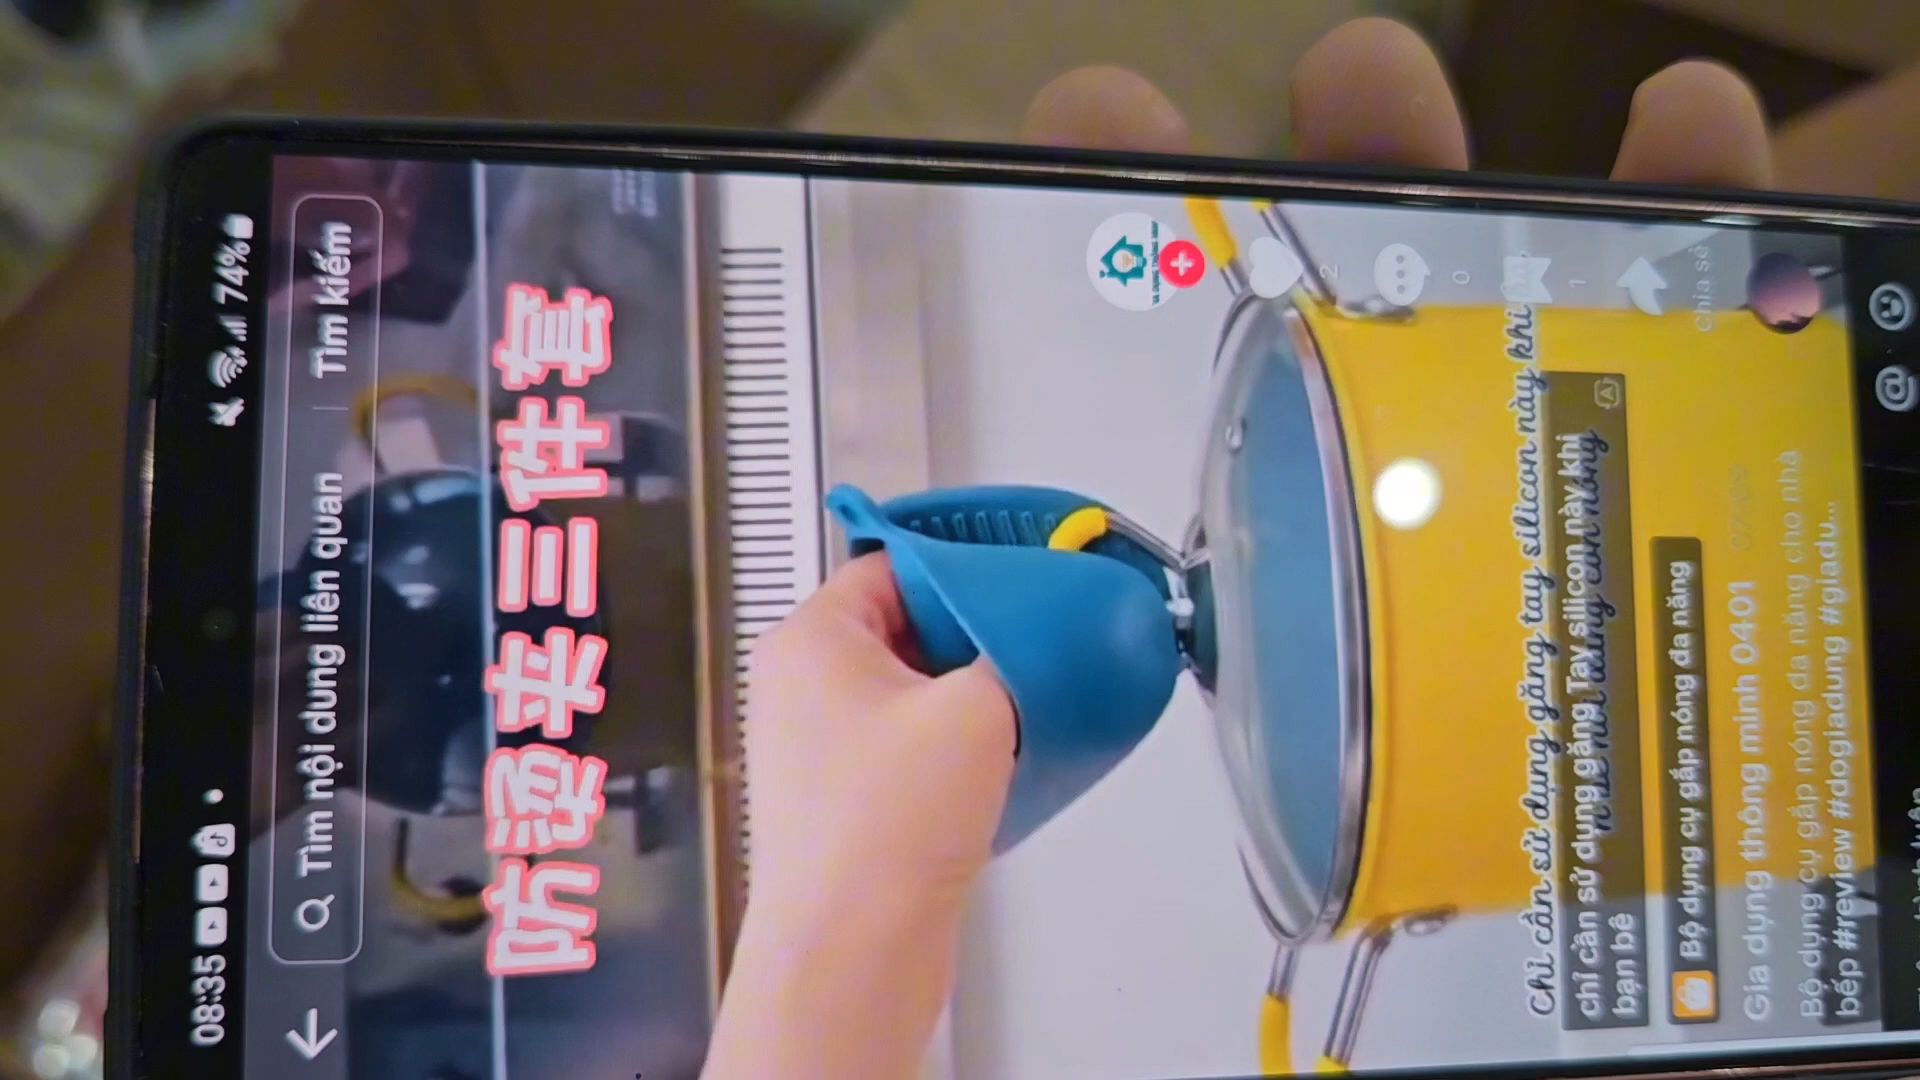 08:35
74%
Tìm nội dung liên quan
Tìm kiếm
防烫夹三件套
2
0
1
chia sẻ
Chỉ cần sử dụng găng tay silicon này khi
chỉ cần sử dụng găng Tay silicon này khi
bạn bê
Bộ dụng cụ gắp nóng đa năng
Gia dụng thông minh 0401
Bộ dụng cụ gắp nóng đa năng cho nhà
bếp #review #dogiadung #giadu...